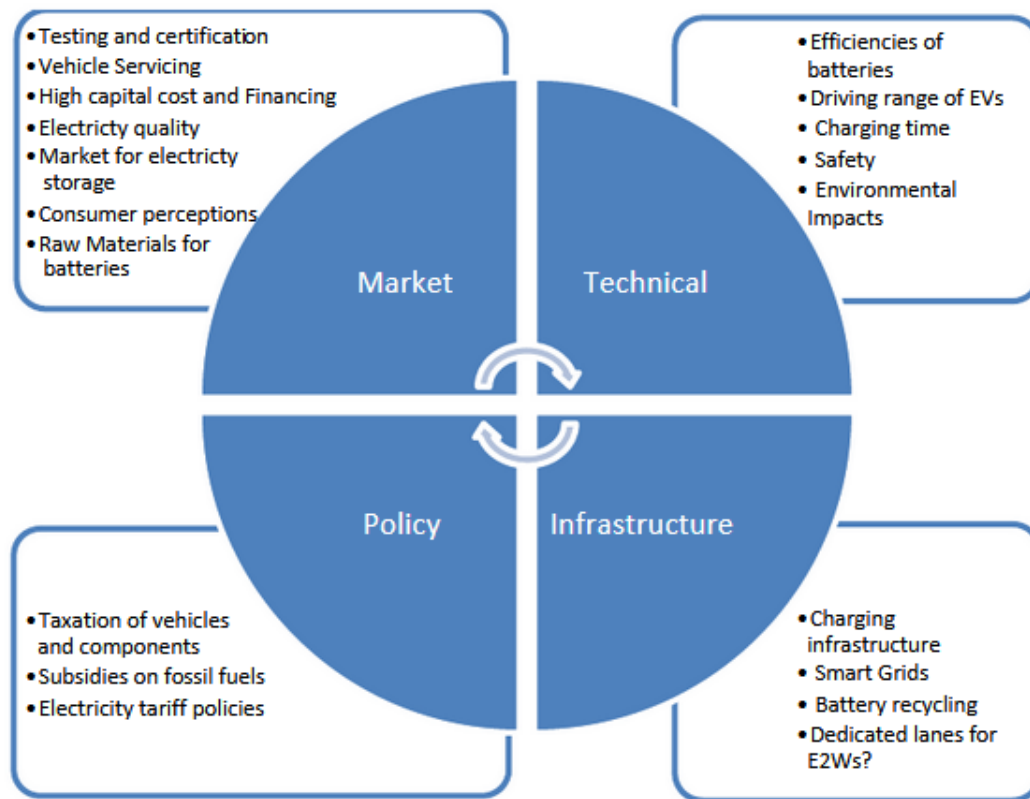 •Testing and certification
•Vehicle Servicing
•High capital cost and Financing
•Electricty quality
•Market for electricty
storage
•Consumer perceptions
•Raw Materials for
batteries
•Efficiencies of
batteries
•Driving range of EVs
• Charging time
• Safety
• Environmental
Impacts
Market
Technical
Policy
Infrastructure
•Taxation of vehicles
and components
•Subsidies on fossil fuels
•Electricity tariff policies
•Charging
infrastructure
• Smart Grids
• Battery recycling
•Dedicated lanes for
E2Ws?